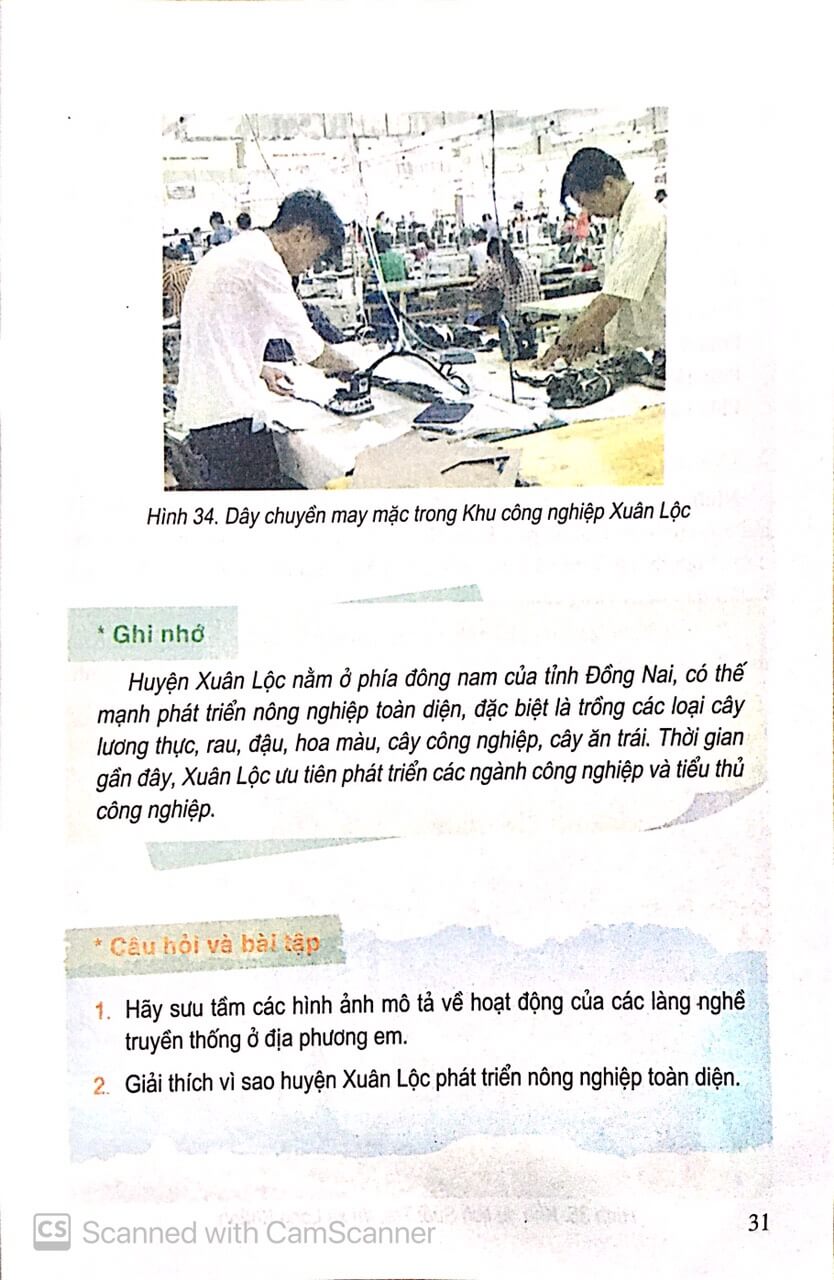 Hình 34. Dây chuyền may mặc trong Khu công nghiệp Xuân Lộc
* Ghi nhớ
Huyện Xuân Lộc nằm ở phía đông nam của tỉnh Đồng Nai, có thế
mạnh phát triển nông nghiệp toàn diện, đặc biệt là trồng các loại cây
lương thực, rau, đậu, hoa màu, cây công nghiệp, cây ăn trái. Thời gian
gần đây, Xuân Lộc ưu tiên phát triển các ngành công nghiệp và tiểu thủ
công nghiệp.
* Câu hỏi và bài tập
1. Hãy sưu tầm các hình ảnh mô tả về hoạt động của các làng nghề
truyền thống ở địa phương em.
2. Giải thích vì sao huyện Xuân Lộc phát triển nông nghiệp toàn diện.
31
CS Scanned with CamScanner